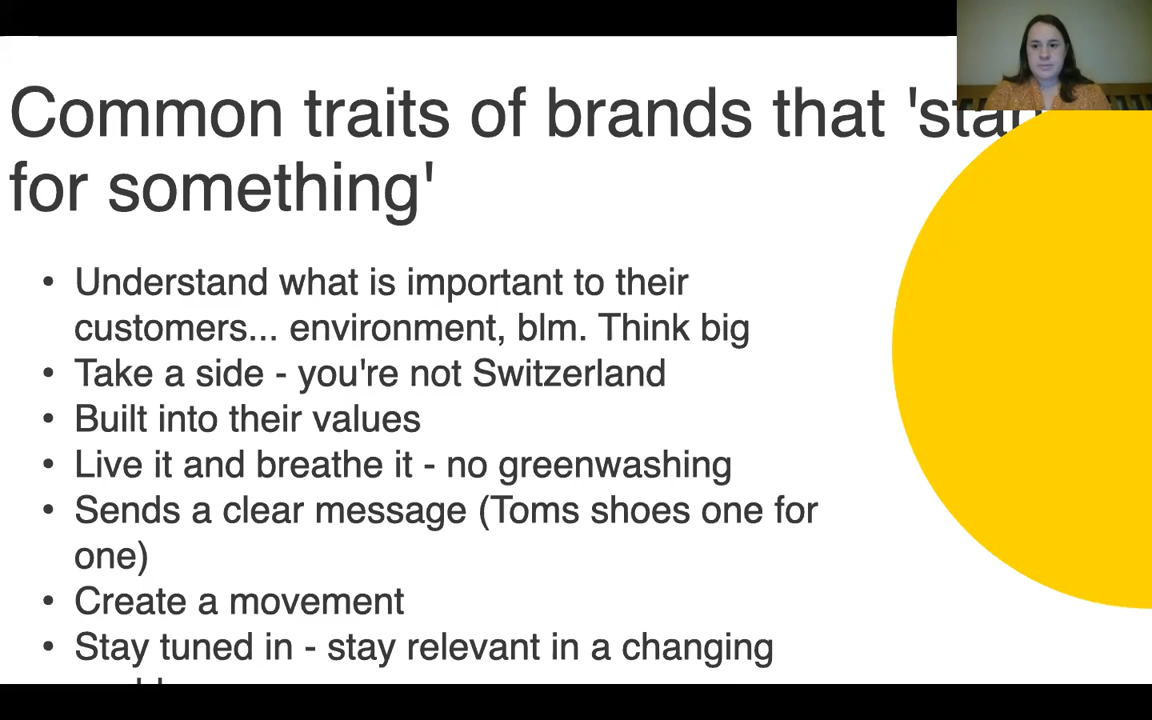 Common traits of brands that
for something'
• Understand what is important to their
customers... environment, blm. Think big
• Take a side - you're not Switzerland
• Built into their values
• Live it and breathe it - no greenwashing
• Sends a clear message (Toms shoes one for
one)
• Create a movement
• Stay tuned in - stay relevant in a changing